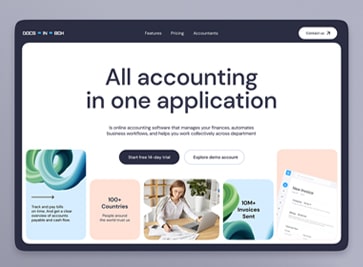 DOCS IN BOX
Features Pricing Accountants
Contact us
All accounting
in one application
is online accounting software that manages your finances, automates
business workflows, and helps you work collectively across department
Start free 14-day trial
Explore demo account
Track and pay bills
on time. And get a clear
overview of accounts
payable and cash flow.
100+
Countries
People around
the world trust us
10M+
Invoices
Sent
New Invoice